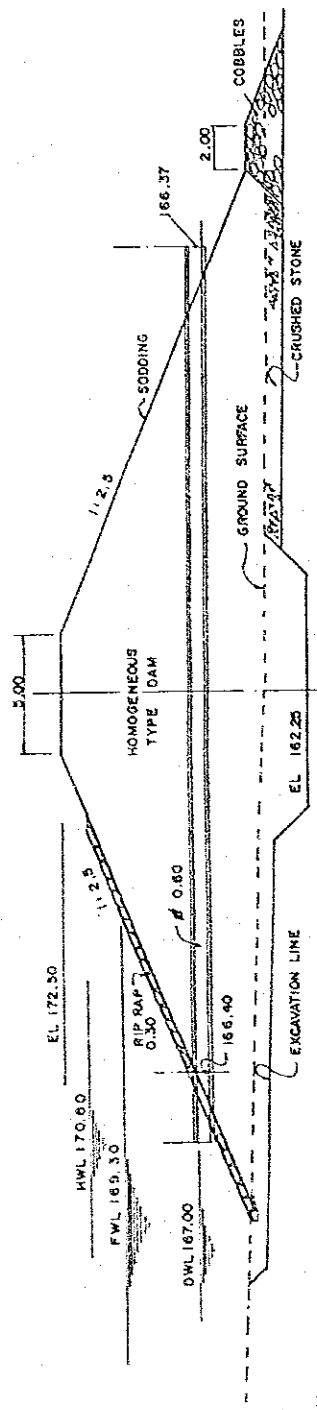 5.00
EL 172.50
HWL 170.60
FWL 169.30
DWL 167.00
1:2.5
RIP RAP
0.30
HOMOGENEOUS
TYPE DAM
1:2.5
SODDING
ø 0.60
166.40
166.37
2.00
COBBLES
GROUND SURFACE
CRUSHED STONE
EXCAVATION LINE
EL 162.25